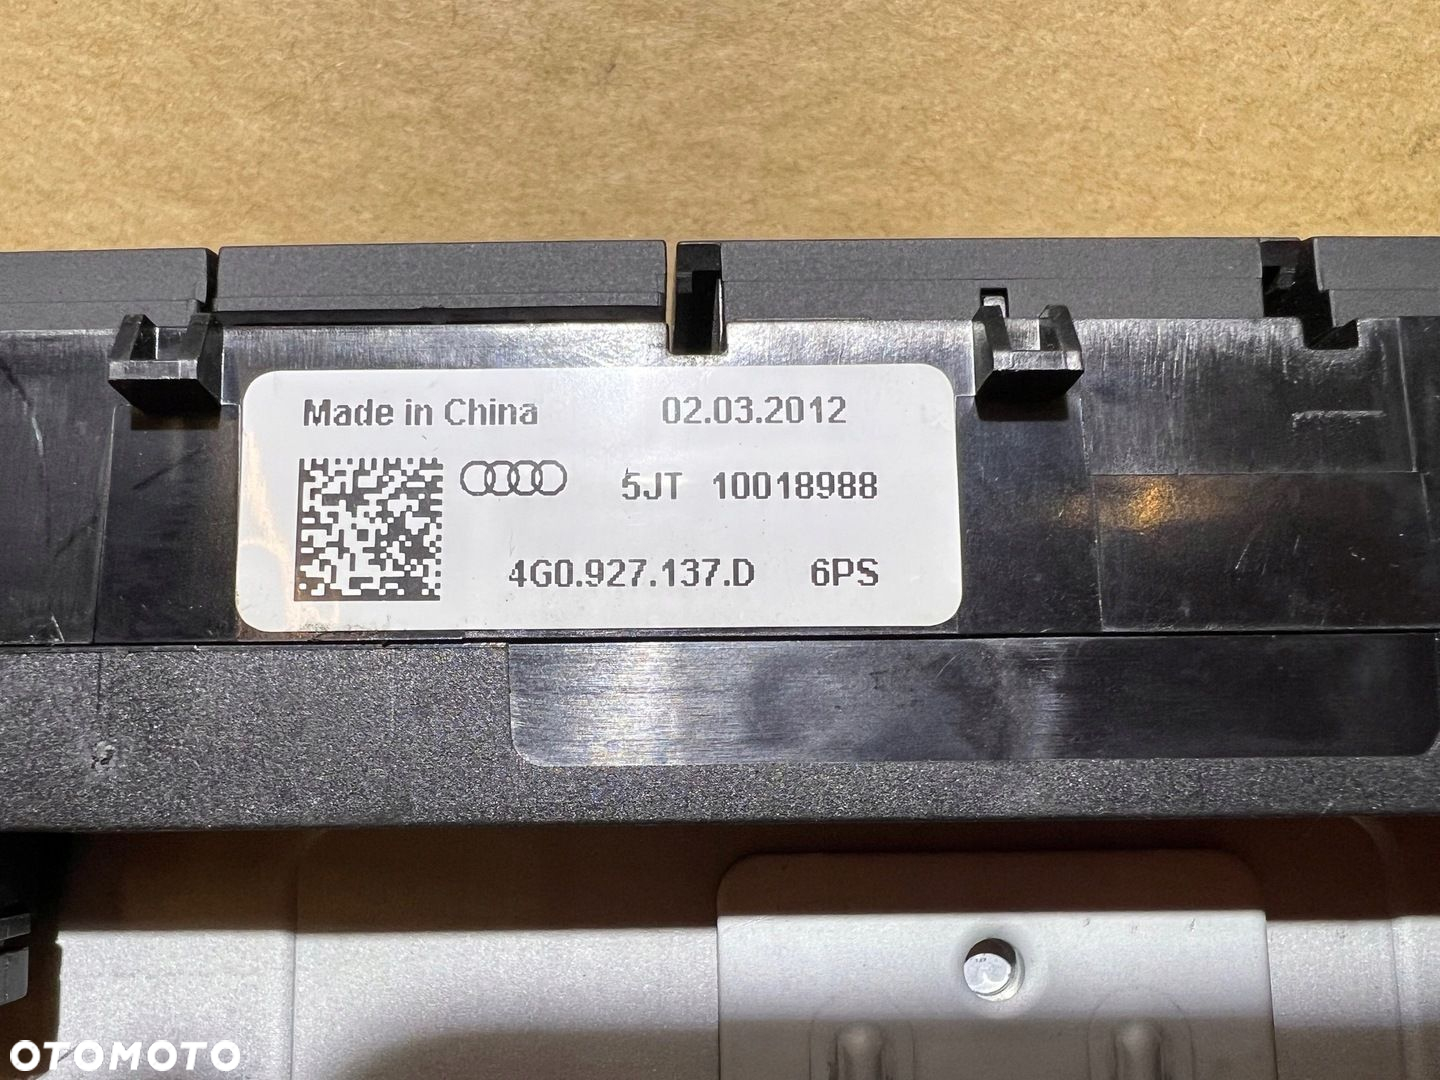 Made in China 02.03.2012
5JT 10018988
4G0.927.137.D 6PS
OTOMOTO